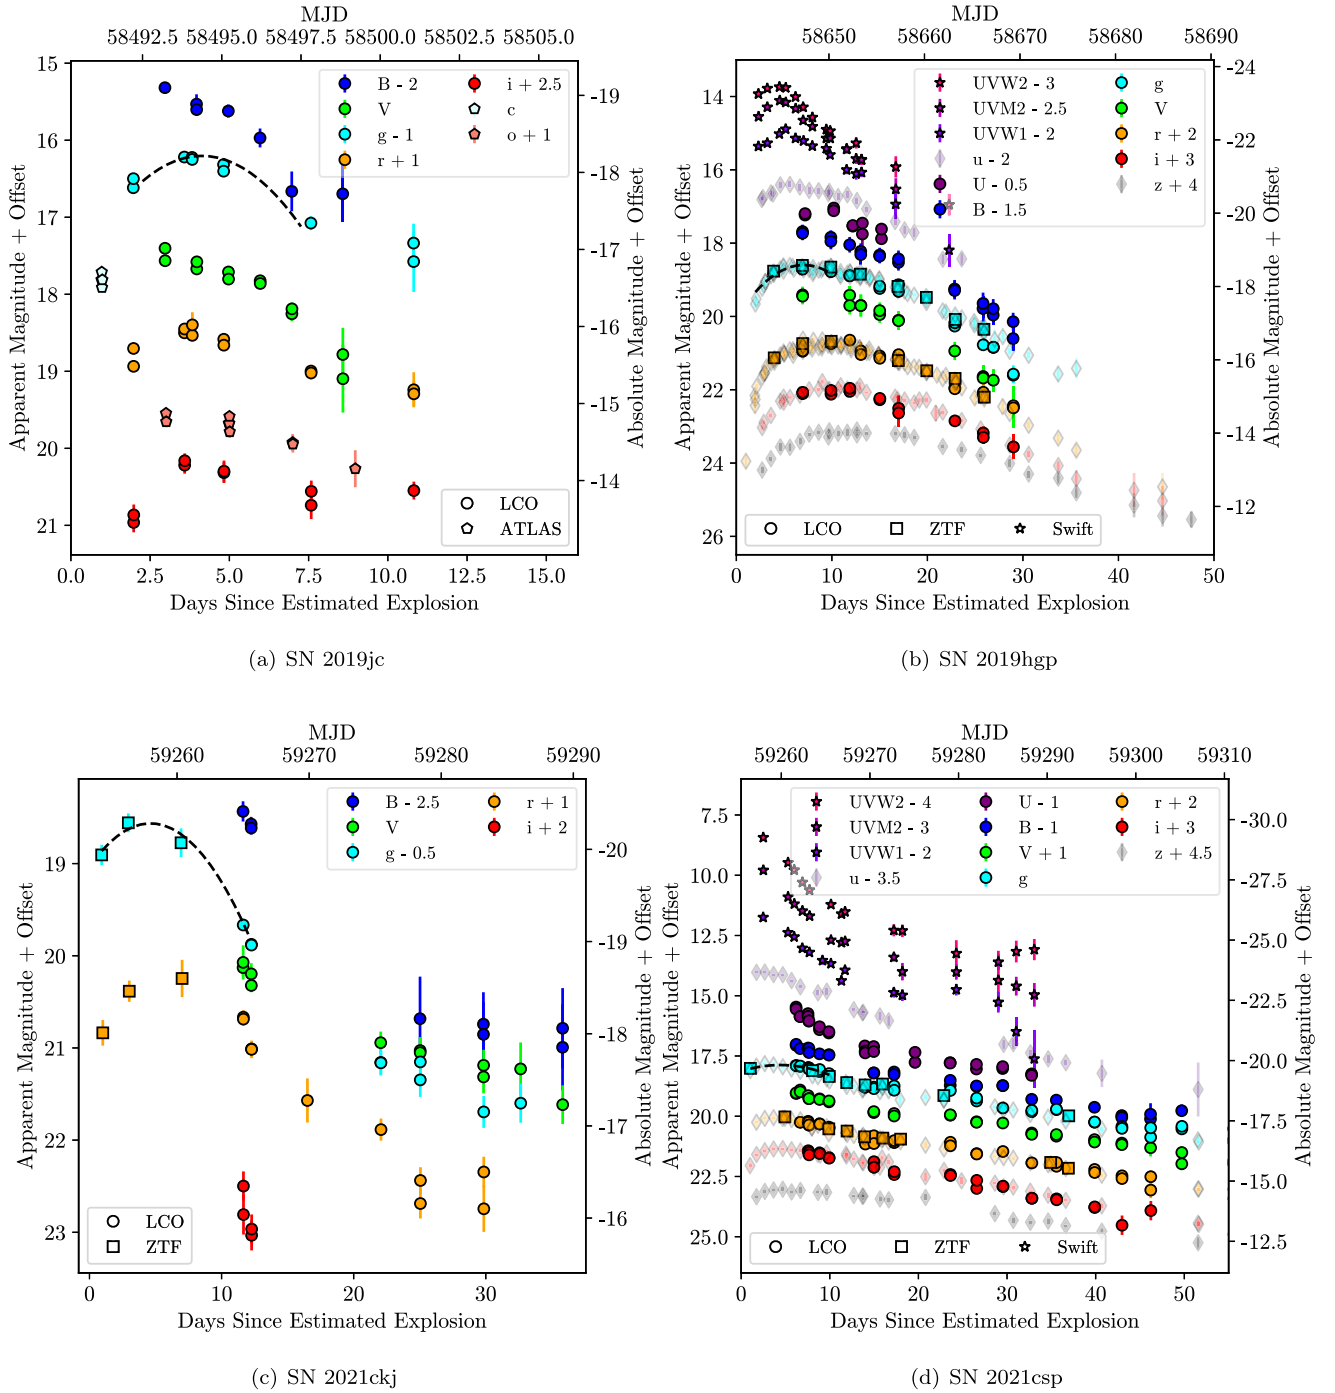 MJD
58492.5 58495.0 58497.5 58500.0 58502.5 58505.0
15
16
17
18
19
20
21
-19
-18
-17
-16
-15
-14
Apparent Magnitude + Offset
Absolute Magnitude + Offset
B - 2
V
g - 1
r + 1
i + 2.5
c
o + 1
LCO
ATLAS
0.0 2.5 5.0 7.5 10.0 12.5 15.0
Days Since Estimated Explosion
(a) SN 2019jc
MJD
58650 58660 58670 58680 58690
14
16
18
20
22
24
26
-24
-22
-20
-18
-16
-14
-12
Apparent Magnitude + Offset
Absolute Magnitude + Offset
UVW2 - 3
UVM2 - 2.5
UVW1 - 2
u - 2
U - 0.5
B - 1.5
g
V
r + 2
i + 3
z + 4
LCO ZTF Swift
0 10 20 30 40 50
Days Since Estimated Explosion
(b) SN 2019hgp
MJD
59260 59270 59280 59290
19
20
21
22
23
-20
-19
-18
-17
-16
Apparent Magnitude + Offset
Absolute Magnitude + Offset
B - 2.5
V
g - 0.5
r + 1
i + 2
LCO
ZTF
0 10 20 30
Days Since Estimated Explosion
(c) SN 2021ckj
MJD
59260 59270 59280 59290 59300 59310
7.5
10.0
12.5
15.0
17.5
20.0
22.5
25.0
-30.0
-27.5
-25.0
-22.5
-20.0
-17.5
-15.0
-12.5
Apparent Magnitude + Offset
Absolute Magnitude + Offset
UVW2 - 4
UVM2 - 3
UVW1 - 2
u - 3.5
U - 1
B - 1
V + 1
g
r + 2
i + 3
z + 4.5
LCO ZTF Swift
0 10 20 30 40 50
Days Since Estimated Explosion
(d) SN 2021csp